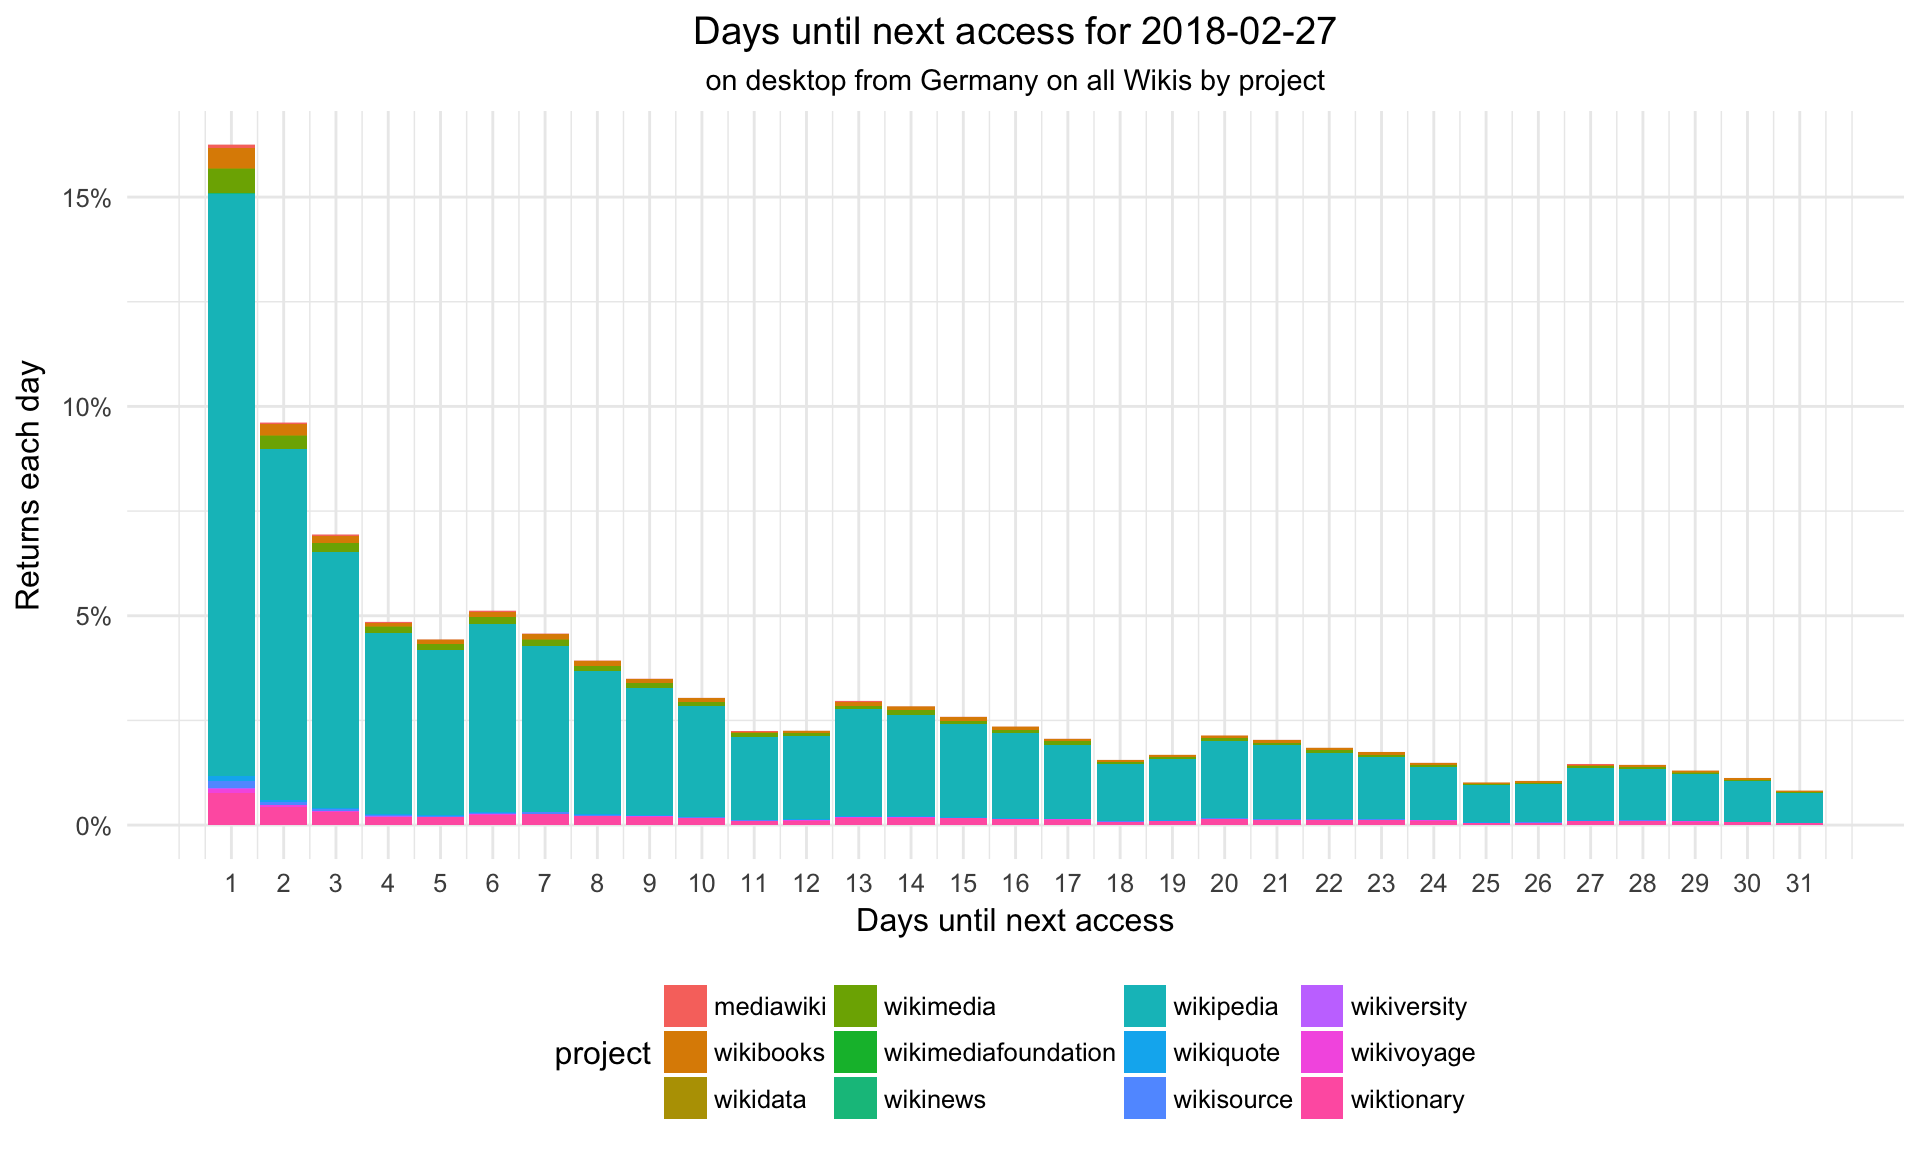 Days until next access for 2018-02-27
on desktop from Germany on all Wikis by project
Returns each day
15%
10%
5%
0%
1 2 3 4 5 6 7 8 9 10 11 12 13 14 15 16 17 18 19 20 21 22 23 24 25 26 27 28 29 30 31
Days until next access
project
mediawiki wikimedia wikipedia wikiversity
wikibooks wikimediafoundation wikiquote wikivoyage
wikidata wikinews wikisource wiktionary